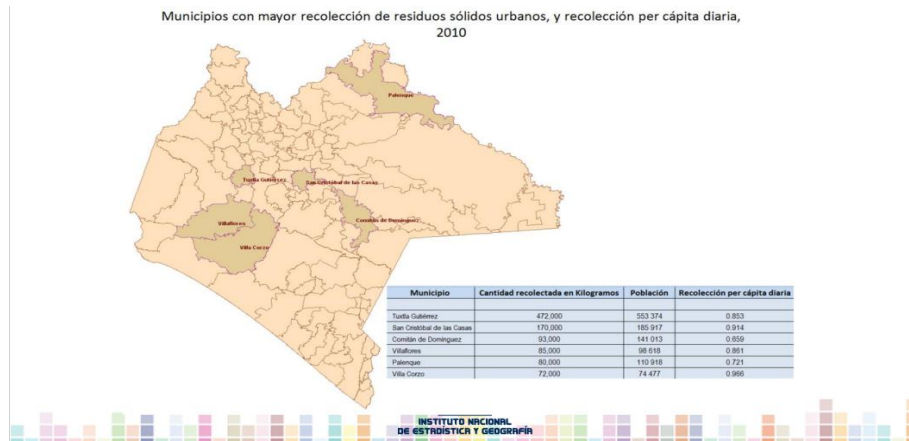 Municipios con mayor recolección de residuos sólidos urbanos, y recolección per cápita diaria,
2010
Palenque
Tuxtla Gutiérrez
San Cristóbal de las Casas
Villaflores
Comitán de Domínguez
Villa Corzo
Municipio Cantidad recolectada en Kilogramos Población Recolección per cápita diaria
Tuxtla Gutiérrez 472,000 553 374 0.853
San Cristóbal de las Casas 170,000 185 917 0.914
Comitán de Domínguez 93,000 141 013 0.659
Villaflores 85,000 98 618 0.861
Palenque 80,000 110 918 0.721
Villa Corzo 72,000 74 477 0.966
INSTITUTO NACIONAL
DE ESTADÍSTICA Y GEOGRAFÍA